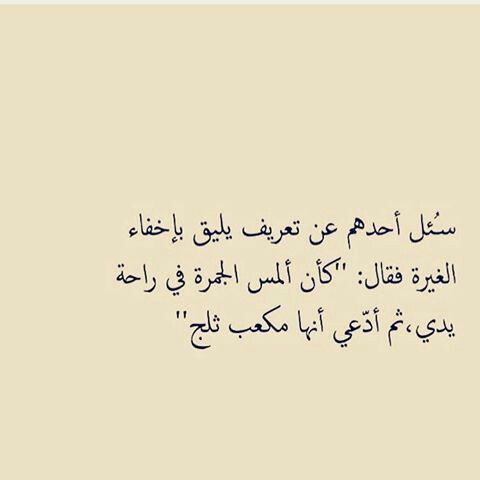 سُئل أحدهم عن تعريف يليق بإخفاء
الغيرة فقال: "كأن ألمس الجمرة في راحة
يدي،ثم أدّعي أنها مكعب ثلج"